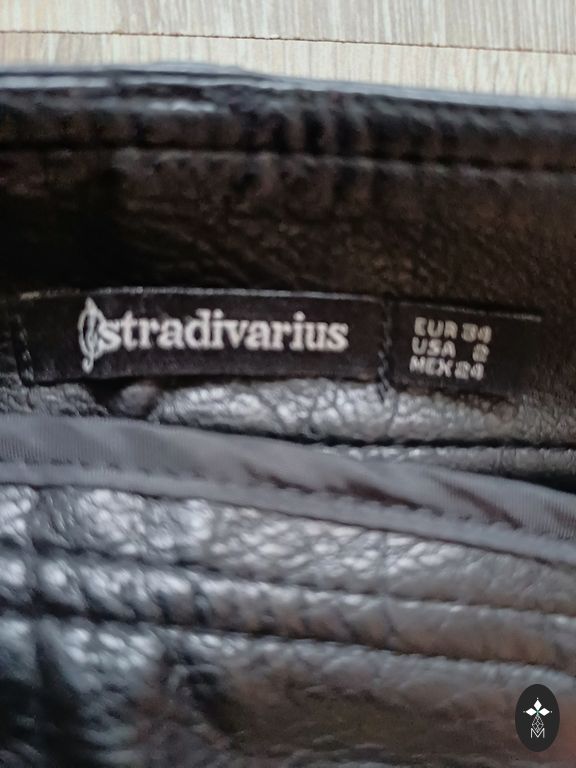 stradivarius
EUR 34
USA 2
MEX 24
M